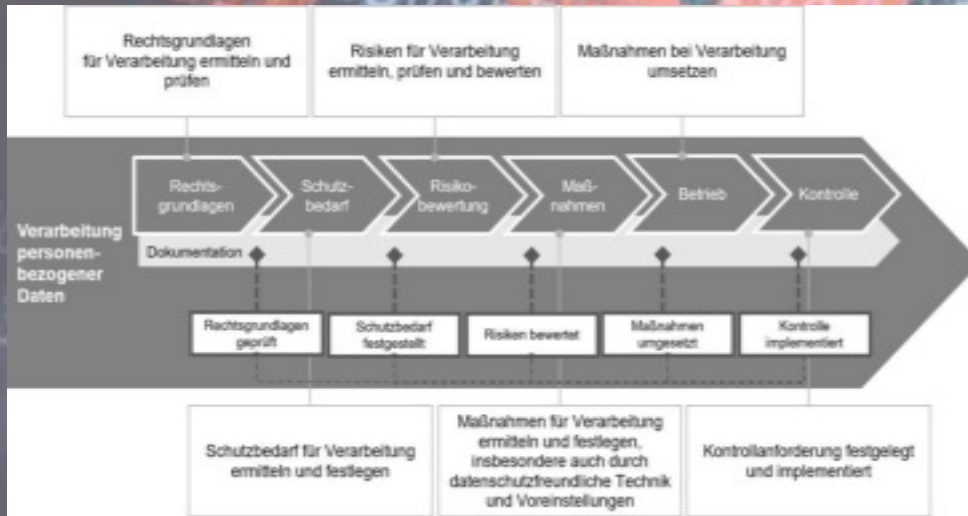 Rechtsgrundlagen
für Verarbeitung ermitteln und
prüfen
Risiken für Verarbeitung
ermitteln, prüfen und bewerten
Maßnahmen bei Verarbeitung
umsetzen
Rechts-
grundlagen
Schutz-
bedarf
Risiko-
bewertung
Maß-
nahmen
Betrieb
Kontrolle
Verarbeitung
personen-
bezogener
Daten
Dokumentation
Rechtsgrundlagen
geprüft
Schutzbedarf
festgestellt
Risiken bewertet
Maßnahmen
umgesetzt
Kontrolle
implementiert
Schutzbedarf für Verarbeitung
ermitteln und festlegen
Maßnahmen für Verarbeitung
ermitteln und festlegen,
insbesondere auch durch
datenschutzfreundliche Technik
und Voreinstellungen
Kontrollanforderung festgelegt
und implementiert